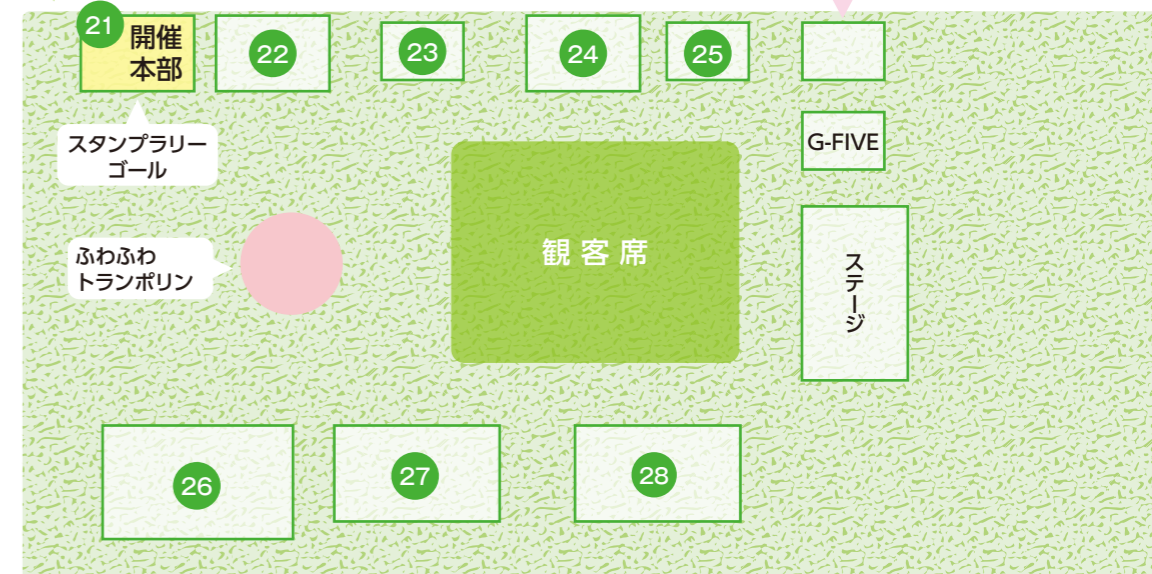 21
開催
本部
22
23
24
25
スタンプラリー
ゴール
G-FIVE
ふわふわ
トランポリン
観客席
ステージ
26
27
28